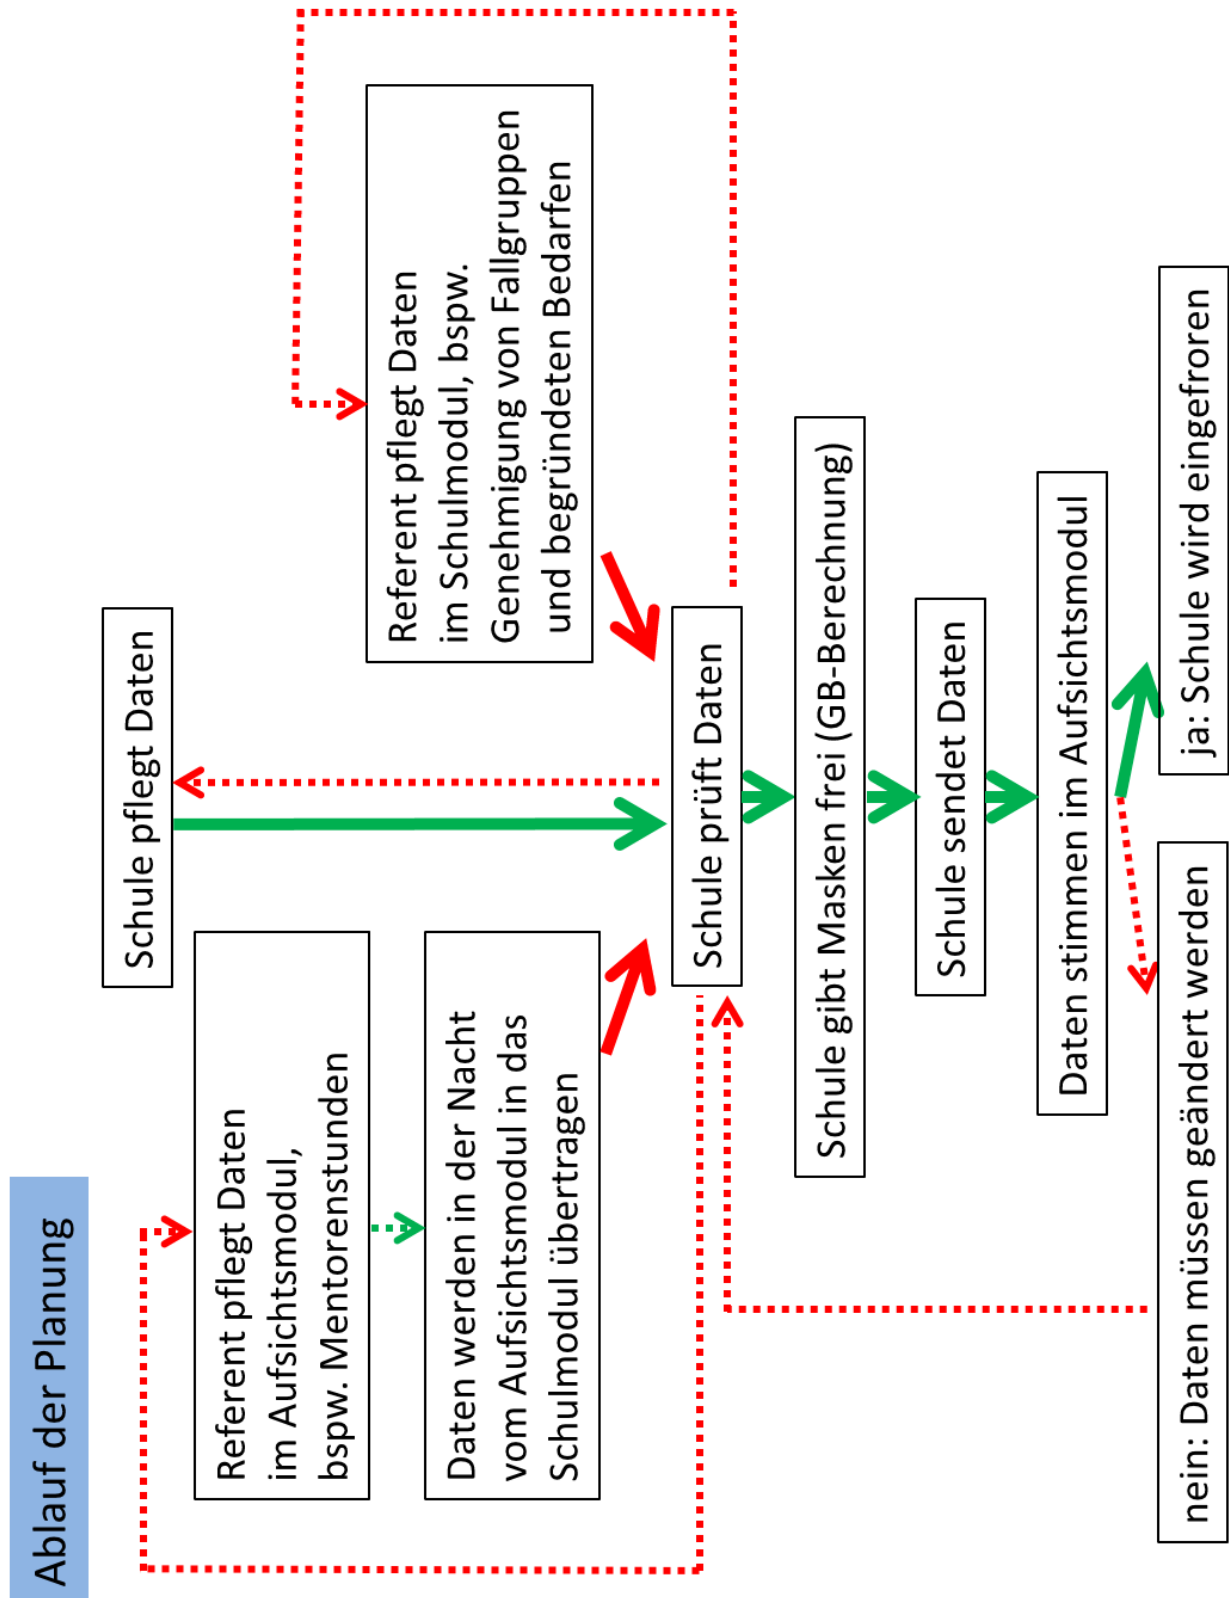 Ablauf der Planung
Schule pflegt Daten
Referent pflegt Daten
im Aufsichtsmodul,
bspw. Mentorenstunden
Referent pflegt Daten
im Schulmodul, bspw.
Genehmigung von Fallgruppen
und begründeten Bedarfen
Daten werden in der Nacht
vom Aufsichtsmodul in das
Schulmodul übertragen
Schule prüft Daten
Schule gibt Masken frei (GB-Berechnung)
Schule sendet Daten
Daten stimmen im Aufsichtsmodul
nein: Daten müssen geändert werden
ja: Schule wird eingefroren